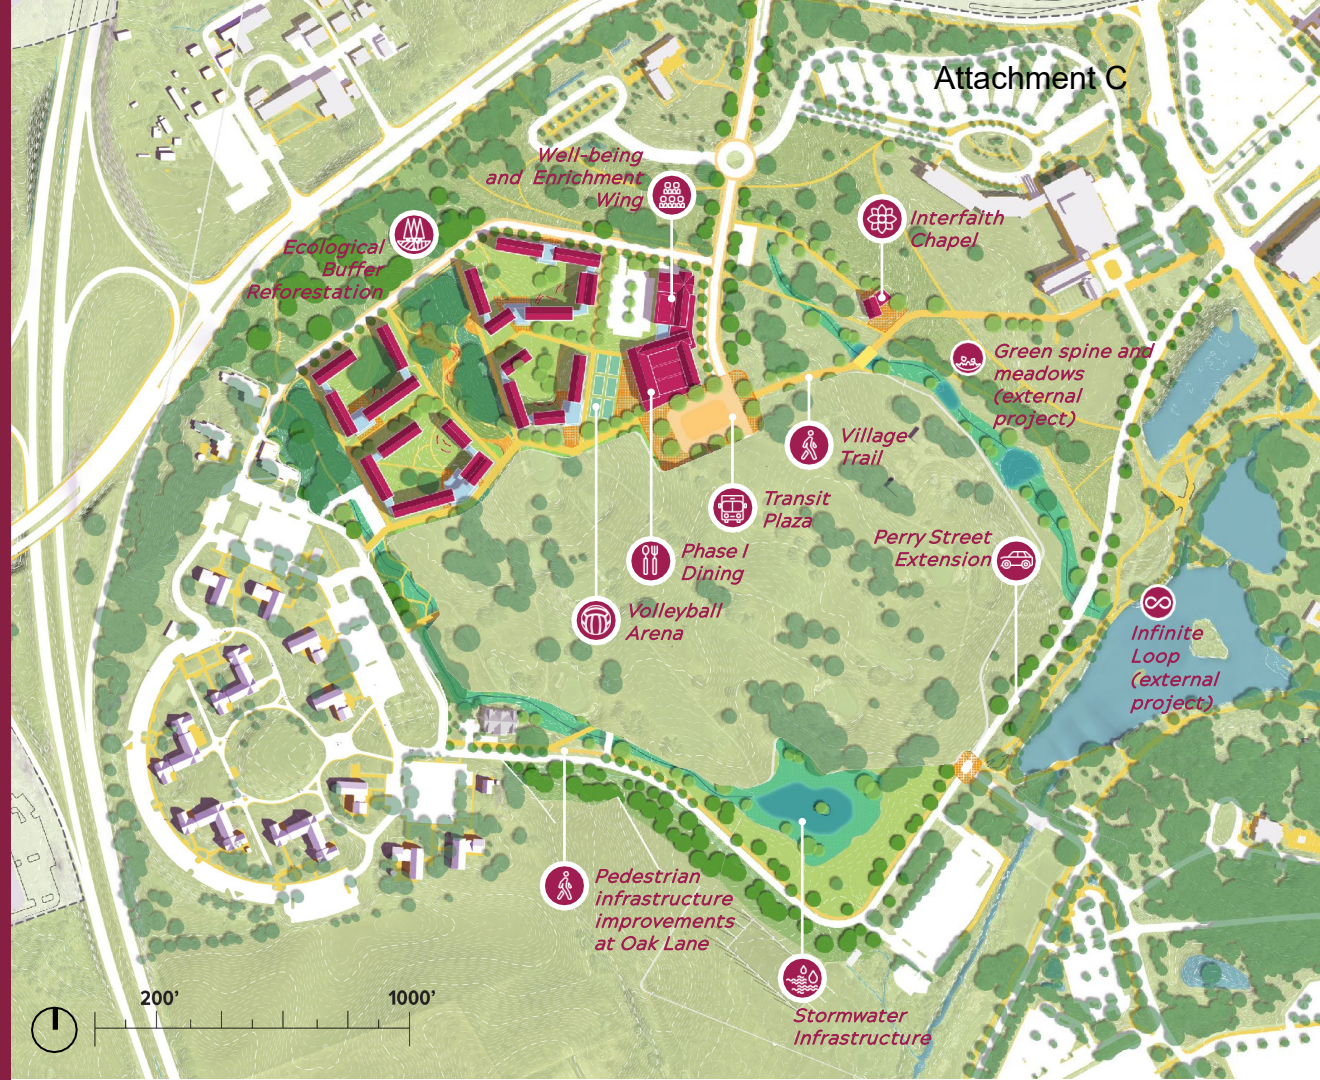 Attachment C
Well-being
and Enrichment
Wing
Interfaith
Chapel
Ecological
Buffer
Reforestation
Green spine and
meadows
(external
project)
Village
Trail
Transit
Plaza
Perry Street
Extension
Phase I
Dining
Volleyball
Arena
Infinite
Loop
(external
project)
Pedestrian
infrastructure
improvements
at Oak Lane
Stormwater
Infrastructure
200’
1000’